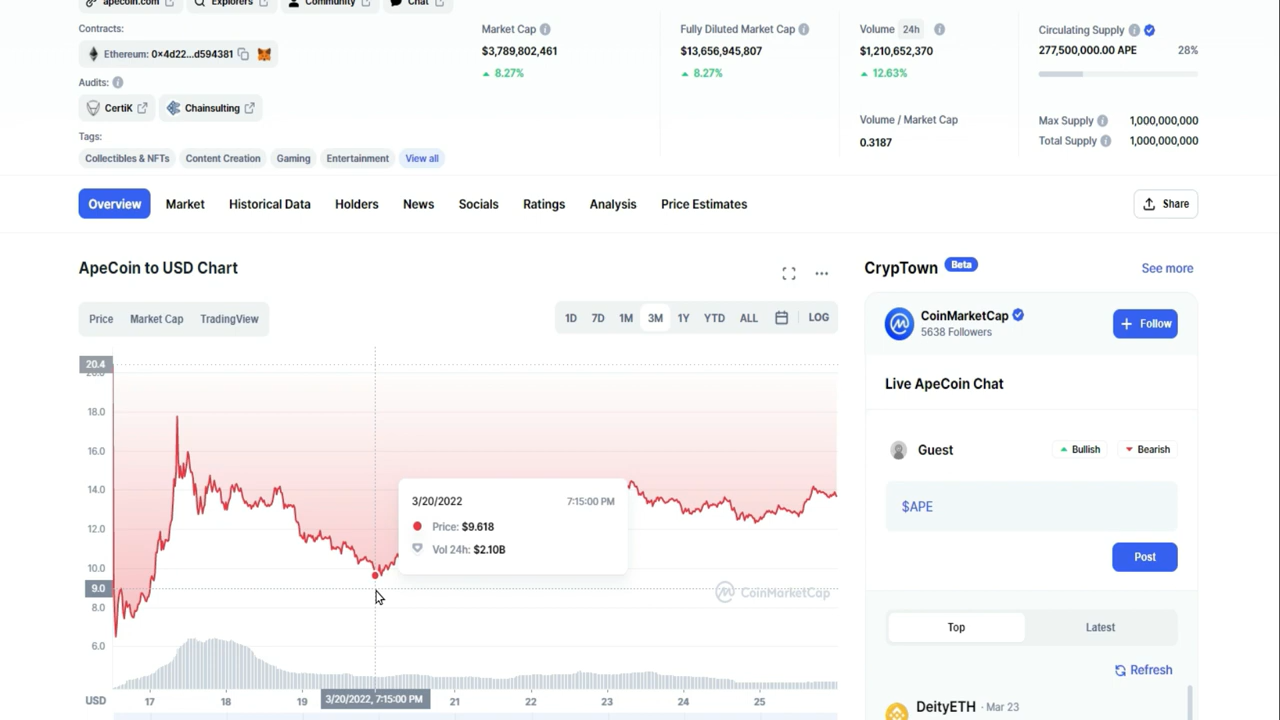 apecoin.com Explorers Community Chat
Contracts:
Ethereum: 0×4d22...d594381
Audits:
CertiK Chainsulting
Tags:
Collectibles & NFTs Content Creation Gaming Entertainment View all
Market Cap
$3,789,802,461
8.27%
Fully Diluted Market Cap
$13,656,945,807
8.27%
Volume 24h
$1,210,652,370
12.63%
Volume / Market Cap
0.3187
Circulating Supply
277,500,000.00 APE 28%
Max Supply 1,000,000,000
Total Supply 1,000,000,000
Overview Market Historical Data Holders News Socials Ratings Analysis Price Estimates Share
ApeCoin to USD Chart
Price Market Cap TradingView 1D 7D 1M 3M 1Y YTD ALL LOG
20.4
20.0
18.0
16.0
14.0
12.0
10.0
9.0
8.0
6.0
3/20/2022 7:15:00 PM
Price: $9.618
Vol 24h: $2.10B
CoinMarketCap
USD 17 18 19 3/20/2022, 7:15:00 PM 21 22 23 24 25
CrypTown Beta See more
CoinMarketCap
5638 Followers
Follow
Live ApeCoin Chat
Guest Bullish Bearish
$APE
Post
Top Latest
Refresh
DeityETH · Mar 23